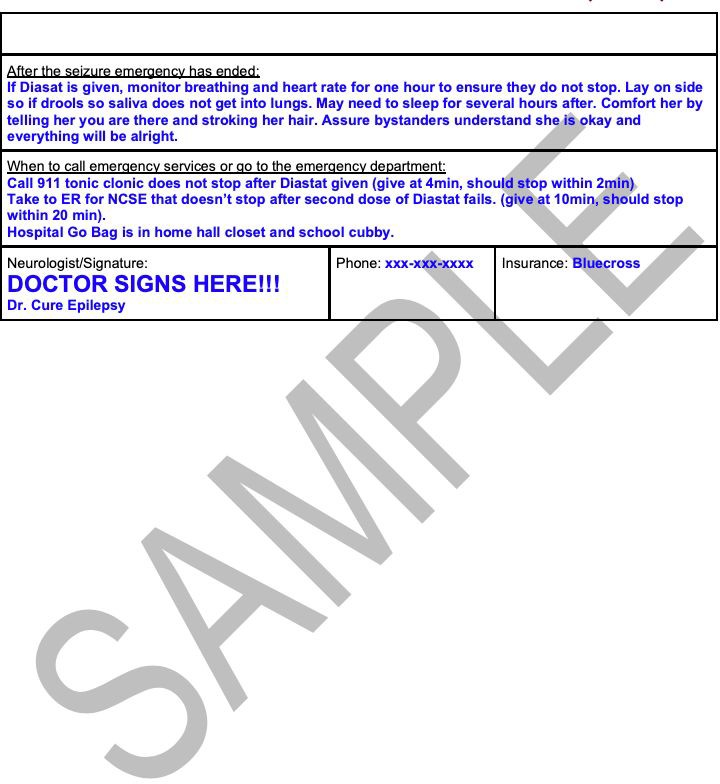 After the seizure emergency has ended:
If Diasat is given, monitor breathing and heart rate for one hour to ensure they do not stop. Lay on side
so if drools so saliva does not get into lungs. May need to sleep for several hours after. Comfort her by
telling her you are there and stroking her hair. Assure bystanders understand she is okay and
everything will be alright.
When to call emergency services or go to the emergency department:
Call 911 tonic clonic does not stop after Diastat given (give at 4min, should stop within 2min)
Take to ER for NCSE that doesn’t stop after second dose of Diastat fails. (give at 10min, should stop
within 20 min).
Hospital Go Bag is in home hall closet and school cubby.
Neurologist/Signature:
DOCTOR SIGNS HERE!!!
Dr. Cure Epilepsy
Phone: xxx-xxx-xxxx
Insurance: Bluecross
SAMPLE